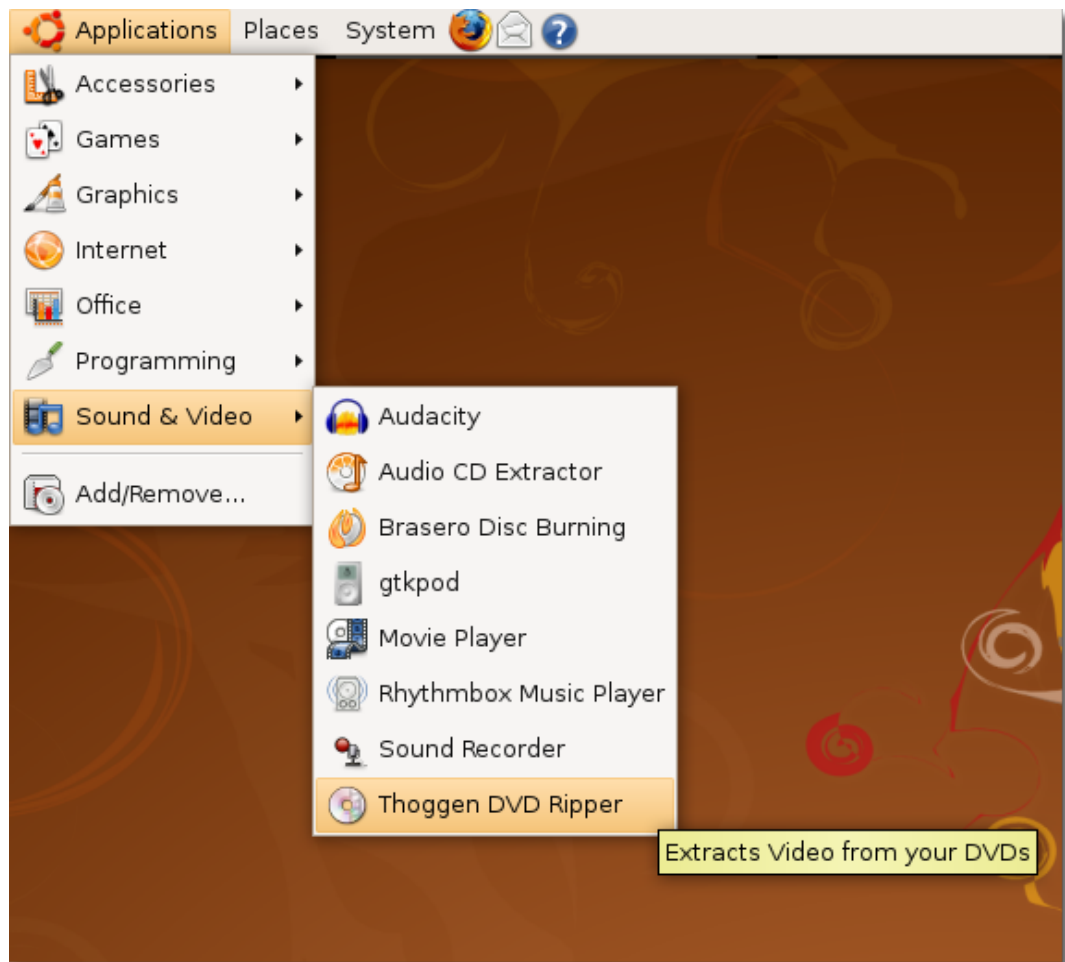 Applications Places System
Accessories
Games
Graphics
Internet
Office
Programming
Sound & Video
Add/Remove...
Audacity
Audio CD Extractor
Brasero Disc Burning
gtkpod
Movie Player
Rhythmbox Music Player
Sound Recorder
Thoggen DVD Ripper
Extracts Video from your DVDs